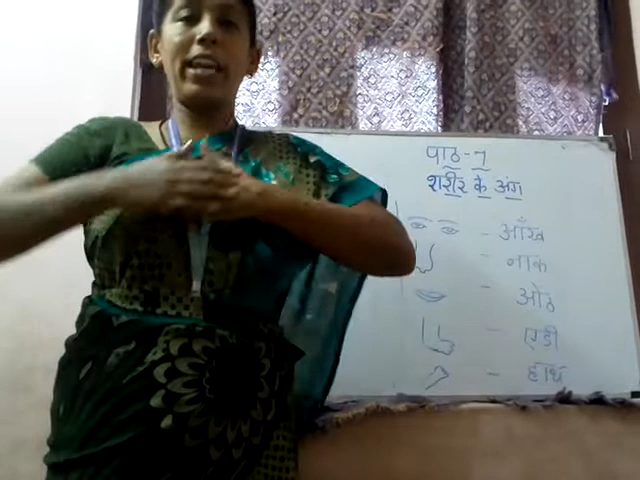 पाठ-7
शरीर के अंग
- आँख
- नाक
- ओठ
- एडी
- हाथ